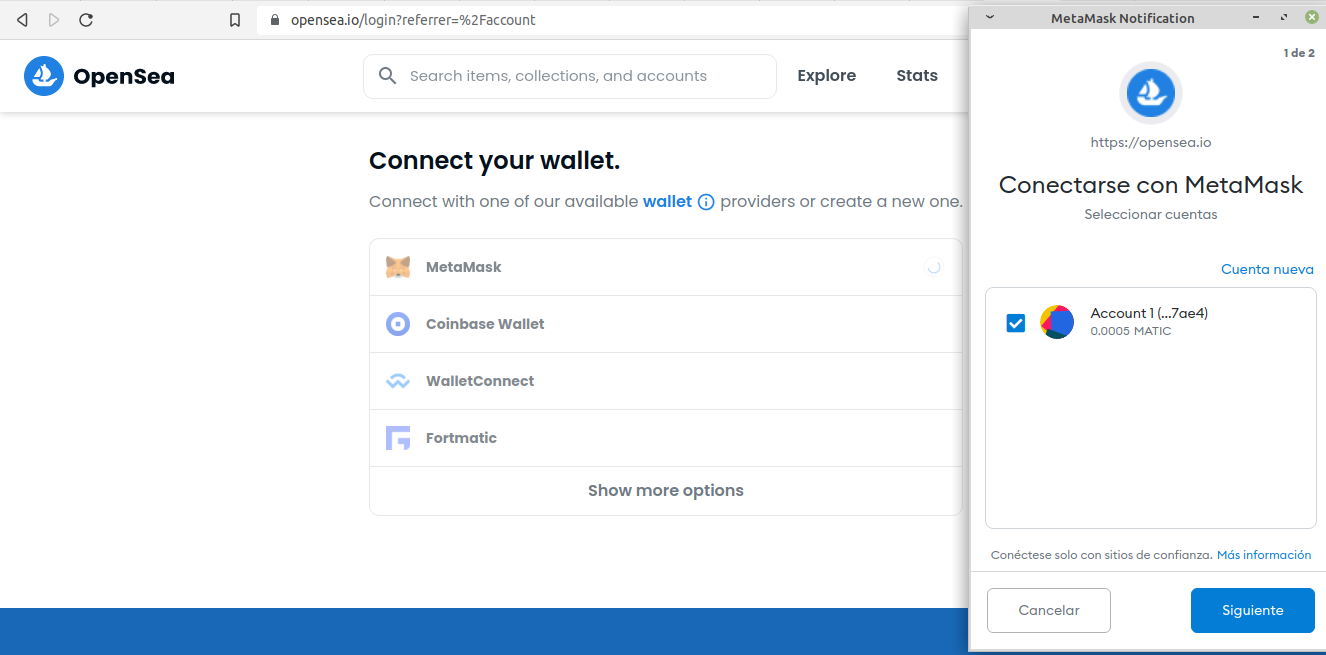 opensea.io/login?referrer=%2Faccount
OpenSea
Search items, collections, and accounts
Explore
Stats
Connect your wallet.
Connect with one of our available wallet providers or create a new one.
MetaMask
Coinbase Wallet
WalletConnect
Fortmatic
Show more options
MetaMask Notification
1 de 2
https://opensea.io
Conectarse con MetaMask
Seleccionar cuentas
Cuenta nueva
Account 1 (...7ae4)
0.0005 MATIC
Conéctese solo con sitios de confianza. Más información
Cancelar
Siguiente